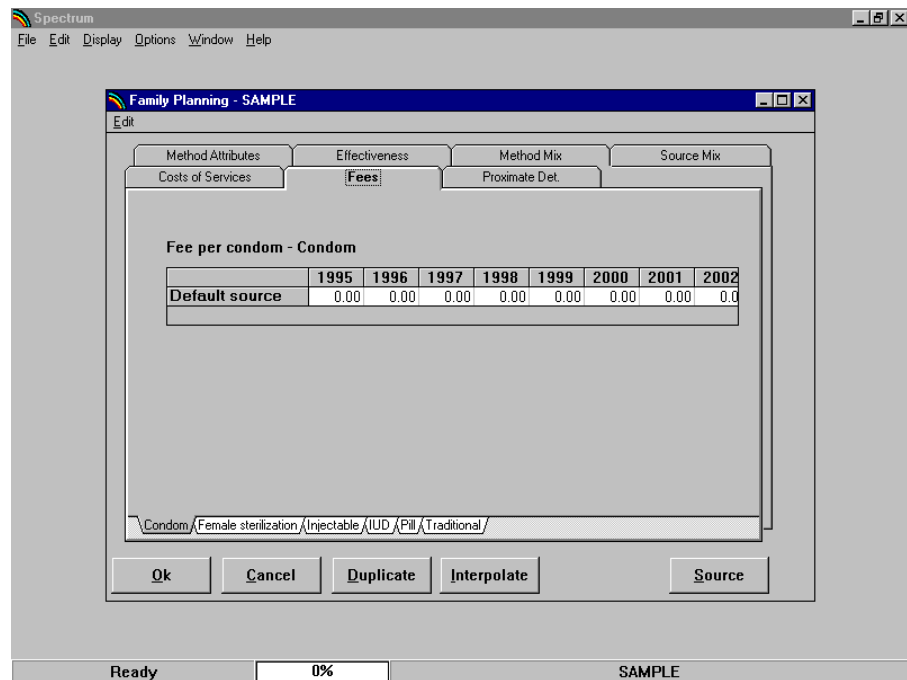 Spectrum
File Edit Display Options Window Help
Family Planning - SAMPLE
Edit
Method Attributes Effectiveness Method Mix Source Mix
Costs of Services Fees Proximate Det.
Fee per condom - Condom
1995 1996 1997 1998 1999 2000 2001 2002
Default source 0.00 0.00 0.00 0.00 0.00 0.00 0.00 0.0
Condom Female sterilization Injectable IUD Pill Traditional
Ok Cancel Duplicate Interpolate Source
Ready 0% SAMPLE